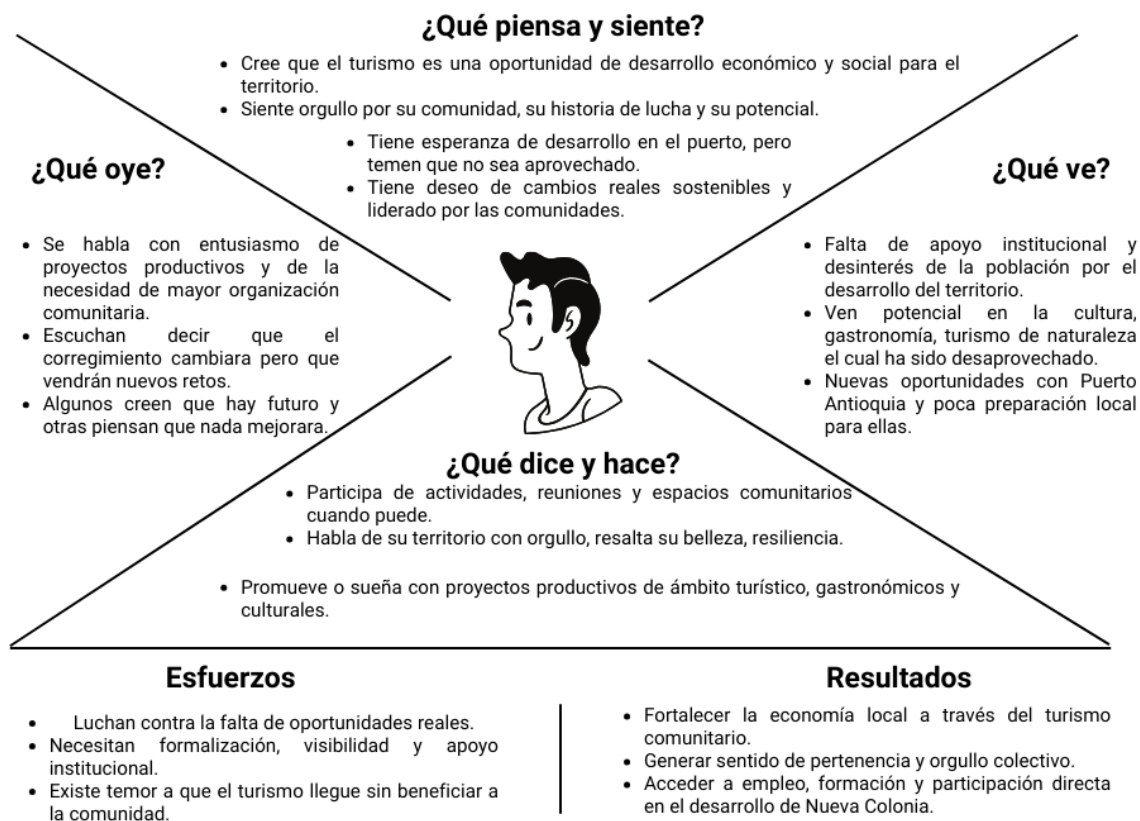 ¿Qué piensa y siente?
• Cree que el turismo es una oportunidad de desarrollo económico y social para el
territorio.
• Siente orgullo por su comunidad, su historia de lucha y su potencial.
• Tiene esperanza de desarrollo en el puerto, pero
temen que no sea aprovechado.
• Tiene deseo de cambios reales sostenibles y
liderado por las comunidades.
¿Qué oye?
• Se habla con entusiasmo de
proyectos productivos y de la
necesidad de mayor organización
comunitaria.
• Escuchan decir que el
corregimiento cambiara pero que
vendrán nuevos retos.
• Algunos creen que hay futuro y
otras piensan que nada mejorara.
¿Qué ve?
• Falta de apoyo institucional y
desinterés de la población por el
desarrollo del territorio.
• Ven potencial en la cultura,
gastronomía, turismo de naturaleza
el cual ha sido desaprovechado.
• Nuevas oportunidades con Puerto
Antioquia y poca preparación local
para ellas.
¿Qué dice y hace?
• Participa de actividades, reuniones y espacios comunitarios
cuando puede.
• Habla de su territorio con orgullo, resalta su belleza, resiliencia.
• Promueve o sueña con proyectos productivos de ámbito turístico, gastronómicos y
culturales.
Esfuerzos
• Luchan contra la falta de oportunidades reales.
• Necesitan formalización, visibilidad y apoyo
institucional.
• Existe temor a que el turismo llegue sin beneficiar a
la comunidad.
Resultados
• Fortalecer la economía local a través del turismo
comunitario.
• Generar sentido de pertenencia y orgullo colectivo.
• Acceder a empleo, formación y participación directa
en el desarrollo de Nueva Colonia.